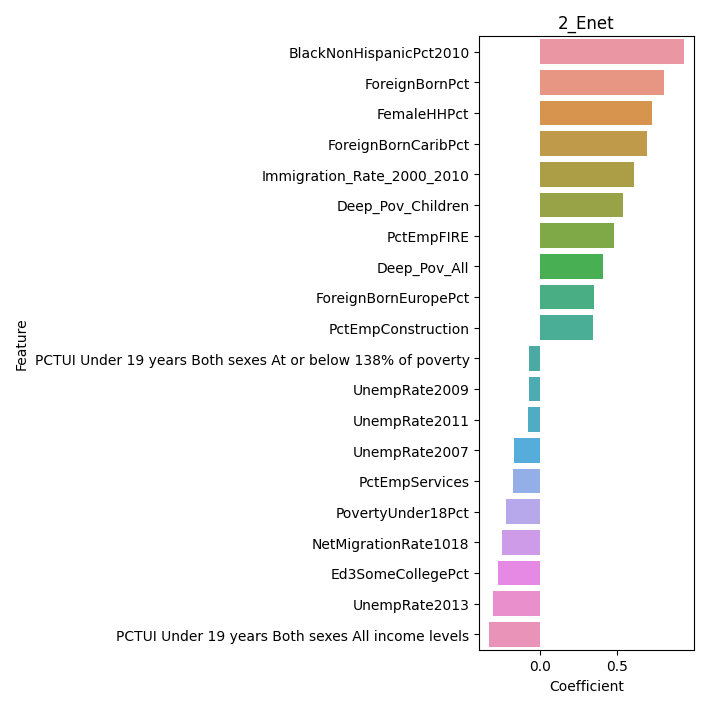 2_Enet
BlackNonHispanicPct2010
ForeignBornPct
FemaleHHPct
ForeignBornCaribPct
Immigration_Rate_2000_2010
Deep_Pov_Children
PctEmpFIRE
Deep_Pov_All
ForeignBornEuropePct
PctEmpConstruction
PCTUI Under 19 years Both sexes At or below 138% of poverty
UnempRate2009
UnempRate2011
UnempRate2007
PctEmpServices
PovertyUnder18Pct
NetMigrationRate1018
Ed3SomeCollegePct
UnempRate2013
PCTUI Under 19 years Both sexes All income levels
Feature
0.0 0.5
Coefficient